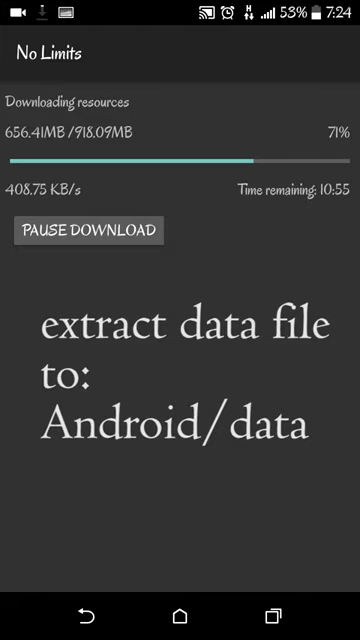 H 53% 7:24
No Limits
Downloading resources
656.41MB /918.09MB 71%
408.75 KB/s Time remaining: 10:55
PAUSE DOWNLOAD
extract data file
to:
Android/data